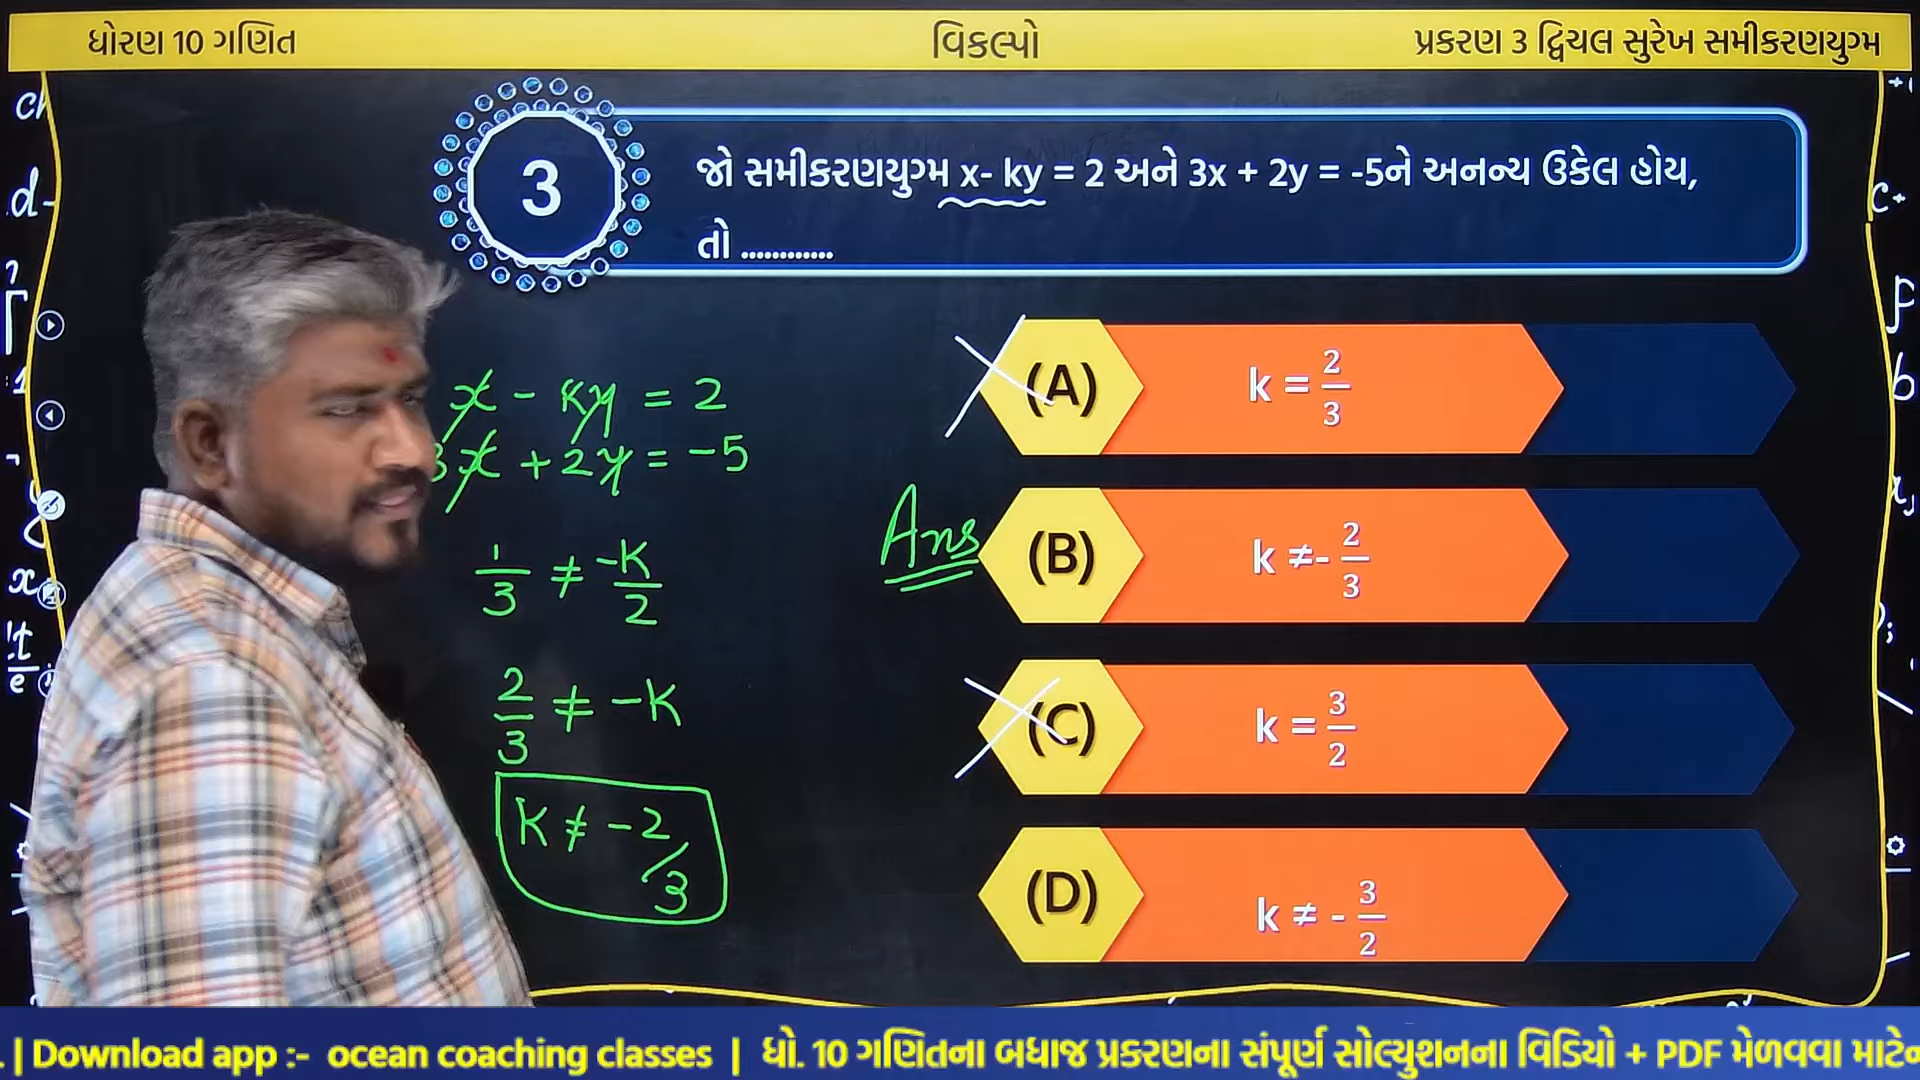 ધોરણ 10 ગણિત
વિકલ્પો
પ્રકરણ 3 દ્વિચલ સુરેખ સમીકરણયુગ્મ
3
જો સમીકરણયુગ્મ x- ky = 2 અને 3x + 2y = -5ને અનન્ય ઉકેલ હોય,
તો ............
x - ky = 2
3x + 2y = -5
1/3 ≠ -K/2
2/3 ≠ -K
K ≠ -2/3
Ans
(A) k = 2/3
(B) k ≠- 2/3
(C) k = 3/2
(D) k ≠ - 3/2
. | Download app :- ocean coaching classes | ધો. 10 ગણિતના બધાજ પ્રકરણના સંપૂર્ણ સોલ્યુશનના વિડિયો + PDF મેળવવા માટેન